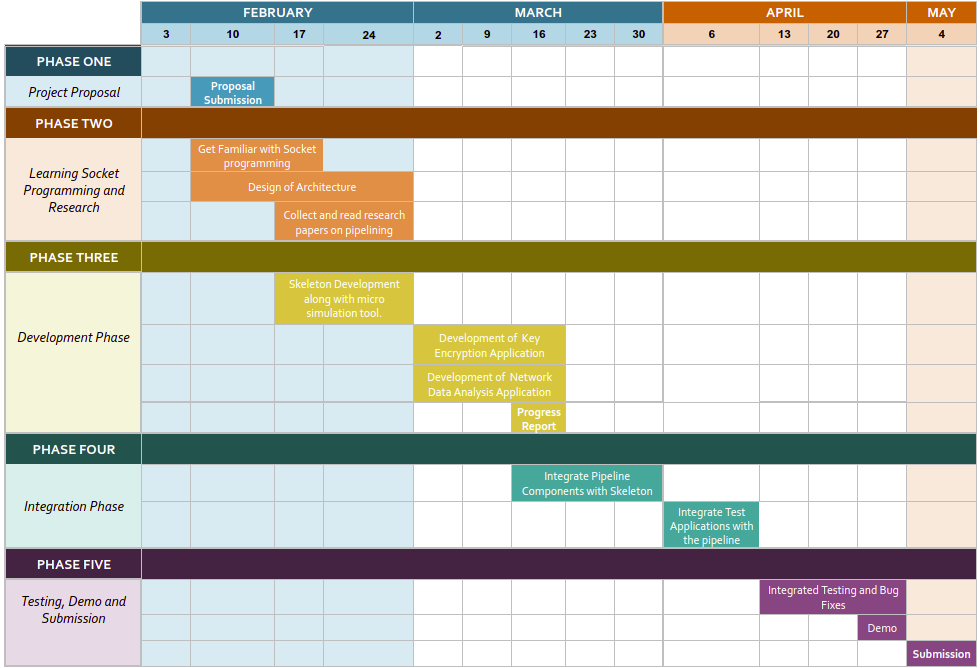 FEBRUARY MARCH APRIL MAY
3 10 17 24 2 9 16 23 30 6 13 20 27 4
PHASE ONE
Project Proposal
Proposal
Submission
PHASE TWO
Learning Socket
Programming and
Research
Get Familiar with Socket
programming
Design of Architecture
Collect and read research
papers on pipelining
PHASE THREE
Development Phase
Skeleton Development
along with micro
simulation tool.
Development of Key
Encryption Application
Development of Network
Data Analysis Application
Progress
Report
PHASE FOUR
Integration Phase
Integrate Pipeline
Components with Skeleton
Integrate Test
Applications with
the pipeline
PHASE FIVE
Testing, Demo and
Submission
Integrated Testing and Bug
Fixes
Demo
Submission